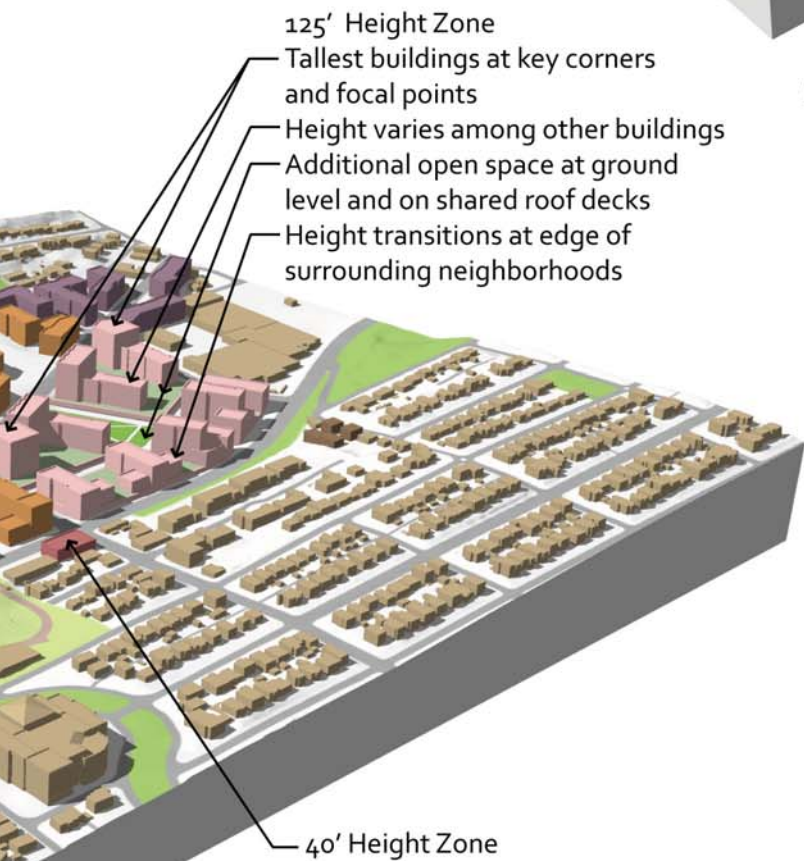 125' Height Zone
Tallest buildings at key corners
and focal points
Height varies among other buildings
Additional open space at ground
level and on shared roof decks
Height transitions at edge of
surrounding neighborhoods
40' Height Zone